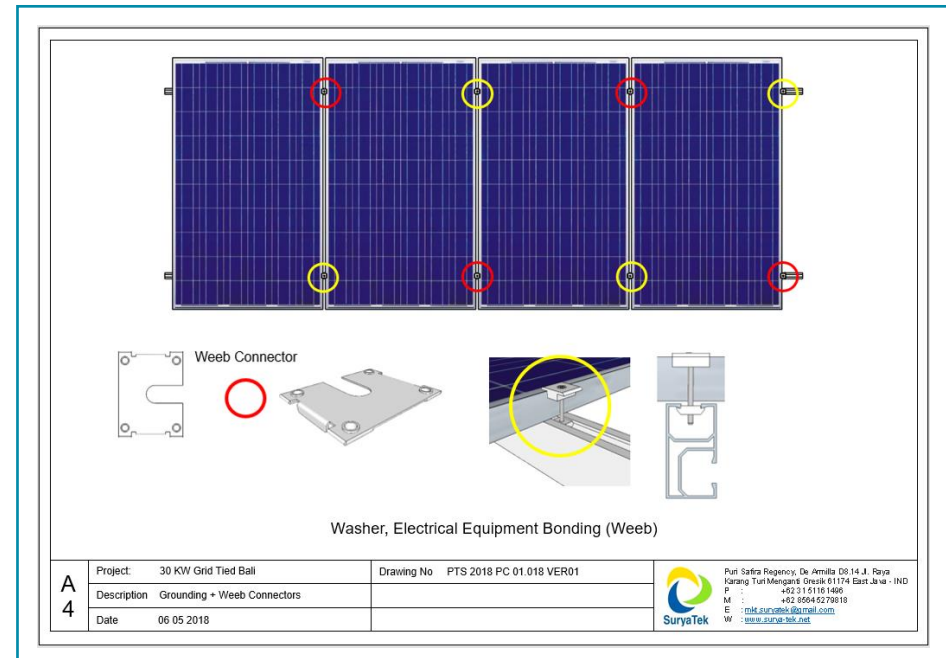 Weeb Connector
Washer, Electrical Equipment Bonding (Weeb)
A4
Project: 30 KW Grid Tied Bali
Drawing No PTS 2018 PC 01.018 VER01
Description Grounding + Weeb Connectors
Date 06 05 2018
SuryaTek
Puri Safira Regency, De Armilla D8.14 Jl. Raya
Karang Turi Menganti Gresik 61174 East Java - IND
P : +62 31 5116 1496
M : +62 8564 5279818
E : mkt.suryatek@gmail.com
W : www.surya-tek.net